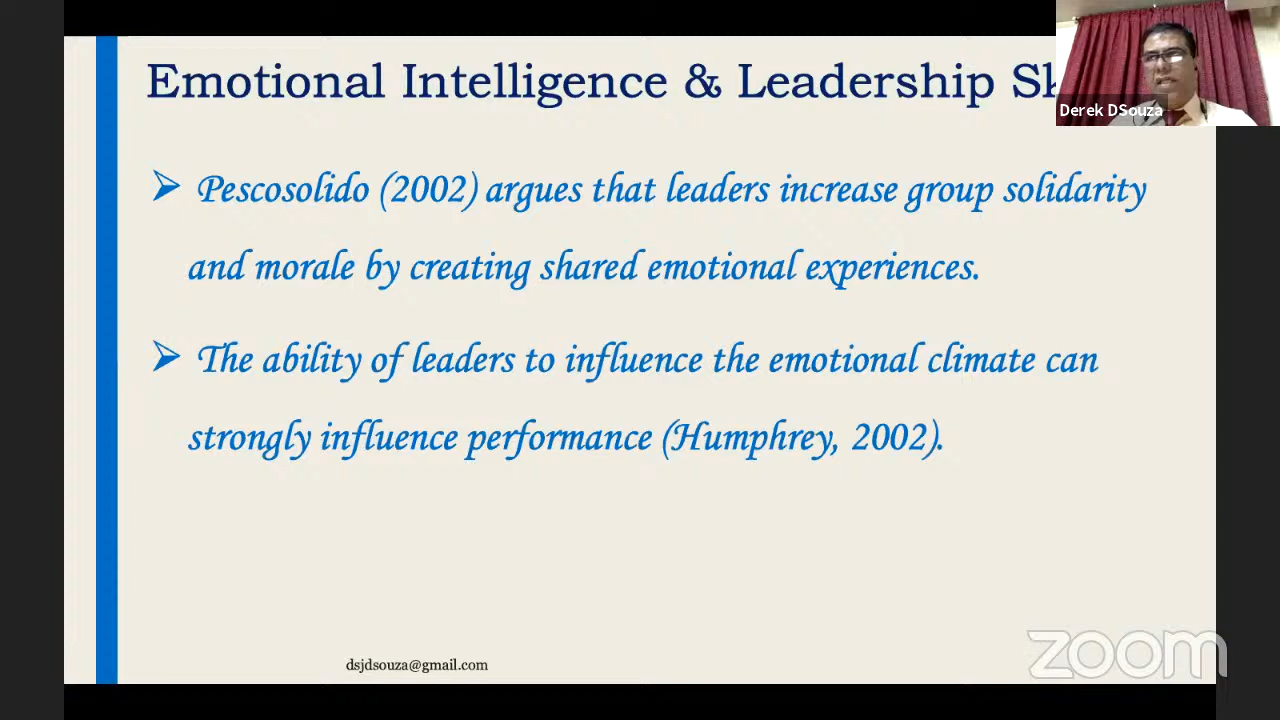 Emotional Intelligence & Leadership
Derek DSouza
➢ Pescosolido (2002) argues that leaders increase group solidarity
and morale by creating shared emotional experiences.
➢ The ability of leaders to influence the emotional climate can
strongly influence performance (Humphrey, 2002).
dsjdsouza@gmail.com
zoom